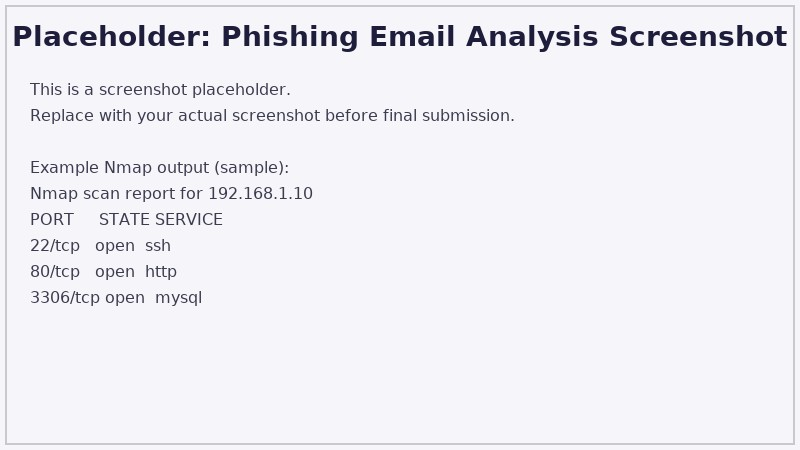 Placeholder: Phishing Email Analysis Screenshot
This is a screenshot placeholder.
Replace with your actual screenshot before final submission.
Example Nmap output (sample):
Nmap scan report for 192.168.1.10
PORT     STATE SERVICE
22/tcp   open  ssh
80/tcp   open  http
3306/tcp open  mysql